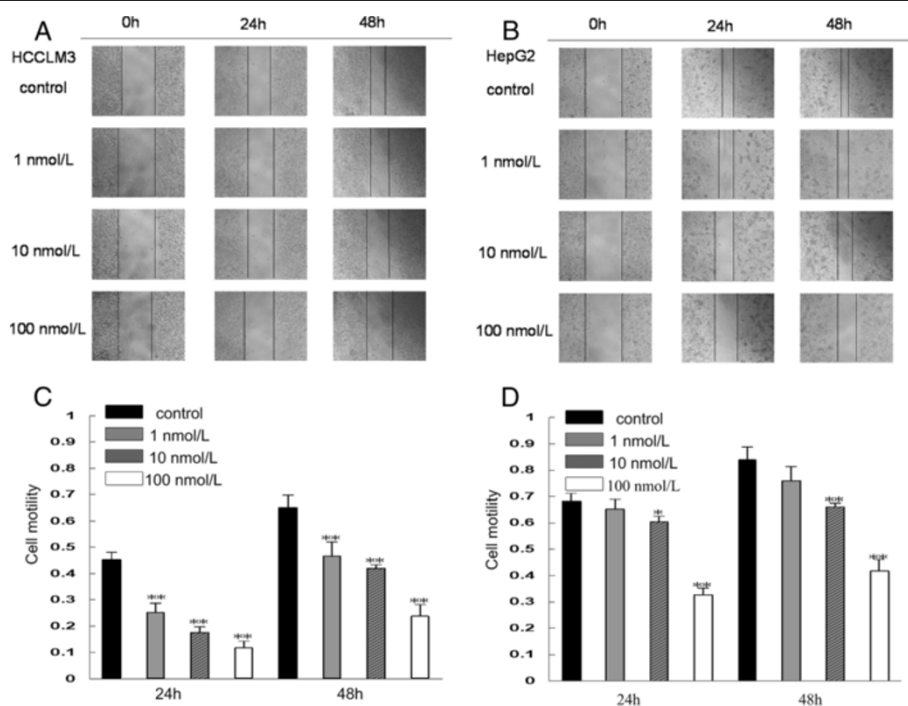 A
0h 24h 48h
HCCLM3
control
1 nmol/L
10 nmol/L
100 nmol/L
B
0h 24h 48h
HepG2
control
1 nmol/L
10 nmol/L
100 nmol/L
C
Cell motility
1
0.9
0.8
0.7
0.6
0.5
0.4
0.3
0.2
0.1
0
control
1 nmol/L
10 nmol/L
100 nmol/L
*** *** ***
*** *** ***
24h 48h
D
Cell motility
1
0.9
0.8
0.7
0.6
0.5
0.4
0.3
0.2
0.1
0
control
1 nmol/L
10 nmol/L
100 nmol/L
** ***
*** ***
24h 48h